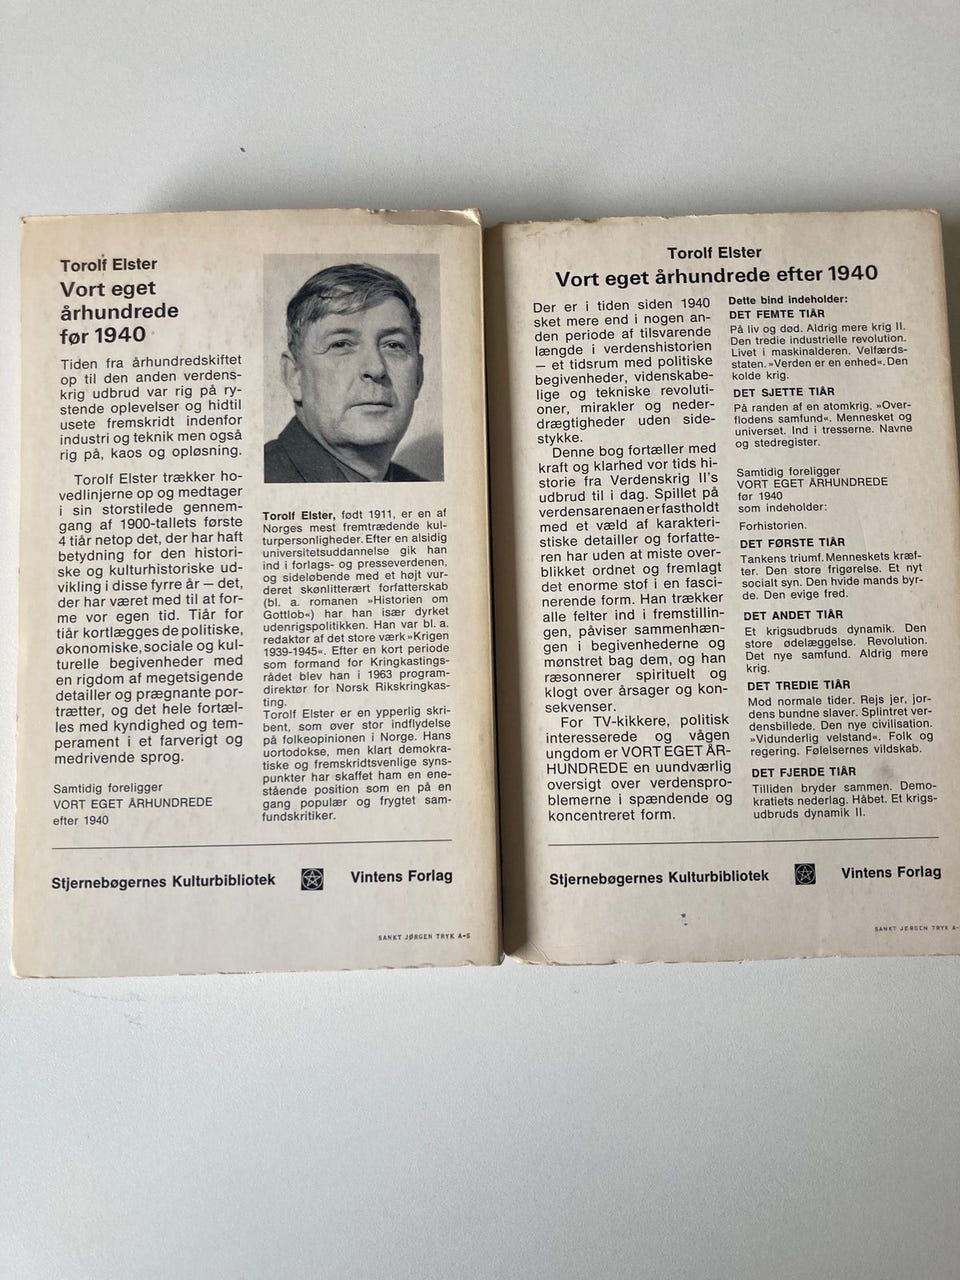 Torolf Elster
Vort eget
århundrede
før 1940
Tiden fra århundredskiftet
op til den anden verdens-
krig udbrud var rig på ry-
stende oplevelser og hidtil
usete fremskridt indenfor
industri og teknik men også
rig på, kaos og opløsning.
Torolf Elster trækker ho-
vedlinjerne op og medtager
i sin storstilede gennem-
gang af 1900-tallets første
4 tiår netop det, der har haft
betydning for den histori-
ske og kulturhistoriske ud-
vikling i disse fyrre år — det,
der har været med til at for-
me vor egen tid. Tiår for
tiår kortlægges de politiske,
økonomiske, sociale og kul-
turelle begivenheder med
en rigdom af megetsigende
detailler og prægnante por-
trætter, og det hele fortæl-
les med kyndighed og tem-
perament i et farverigt og
medrivende sprog.
Samtidig foreligger
VORT EGET ÅRHUNDREDE
efter 1940
Torolf Elster, født 1911, er en af
Norges mest fremtrædende kul-
turpersonligheder. Efter en alsidig
universitetsuddannelse gik han
ind i forlags- og presseverdenen,
og sideløbende med et højt vur-
deret skønlitterært forfatterskab
(bl. a. romanen »Historien om
Gottlob«) har han især dyrket
udenrigspolitikken. Han var bl. a.
redaktør af det store værk »Krigen
1939-1945«. Efter en kort periode
som formand for Kringkastings-
rådet blev han i 1963 program-
direktør for Norsk Rikskringkas-
ting.
Torolf Elster er en ypperlig skri-
bent, som øver stor indflydelse
på folkeopinionen i Norge. Hans
uortodokse, men klart demokra-
tiske og fremskridtsvenlige syns-
punkter har skaffet ham en ene-
stående position som en på en
gang populær og frygtet sam-
fundskritiker.
Stjernebøgernes Kulturbibliotek
Vintens Forlag
SANKT JØRGEN TRYK A-S
Torolf Elster
Vort eget århundrede efter 1940
Der er i tiden siden 1940
sket mere end i nogen an-
den periode af tilsvarende
længde i verdenshistorien
— et tidsrum med politiske
begivenheder, videnskabe-
lige og tekniske revoluti-
oner, mirakler og neder-
drægtigheder uden side-
stykke.
Denne bog fortæller med
kraft og klarhed vor tids hi-
storie fra Verdenskrig II's
udbrud til i dag. Spillet på
verdensarenaen er fastholdt
med et væld af karakteri-
stiske detailler og forfatte-
ren har uden at miste over-
blikket ordnet og fremlagt
det enorme stof i en fasci-
nerende form. Han trækker
alle felter ind i fremstillin-
gen, påviser sammenhæn-
gen i begivenhederne og
mønstret bag dem, og han
ræsonnerer spirituelt og
klogt over årsager og kon-
sekvenser.
For TV-kikkere, politisk
interesserede og vågen
ungdom er VORT EGET ÅR-
HUNDREDE en uundværlig
oversigt over verdenspro-
blemerne i spændende og
koncentreret form.
Dette bind indeholder:
DET FEMTE TIÅR
På liv og død. Aldrig mere krig II.
Den tredie industrielle revolution.
Livet i maskinalderen. Velfærds-
staten. »Verden er en enhed«. Den
kolde krig.
DET SJETTE TIÅR
På randen af en atomkrig. »Over-
flodens samfund«. Mennesket og
universet. Ind i tresserne. Navne
og stedregister.
Samtidig foreligger
VORT EGET ÅRHUNDREDE
før 1940
som indeholder:
Forhistorien.
DET FØRSTE TIÅR
Tankens triumf. Menneskets kræf-
ter. Den store frigørelse. Et nyt
socialt syn. Den hvide mands byr-
de. Den evige fred.
DET ANDET TIÅR
Et krigsudbruds dynamik. Den
store ødelæggelse. Revolution.
Det nye samfund. Aldrig mere
krig.
DET TREDIE TIÅR
Mod normale tider. Rejs jer, jor-
dens bundne slaver. Splintret ver-
densbillede. Den nye civilisation.
»Vidunderlig velstand«. Folk og
regering. Følelsernes vildskab.
DET FJERDE TIÅR
Tilliden bryder sammen. Demo-
kratiets nederlag. Håbet. Et krigs-
udbruds dynamik II.
Stjernebøgernes Kulturbibliotek
Vintens Forlag
SANKT JØRGEN TRYK A-